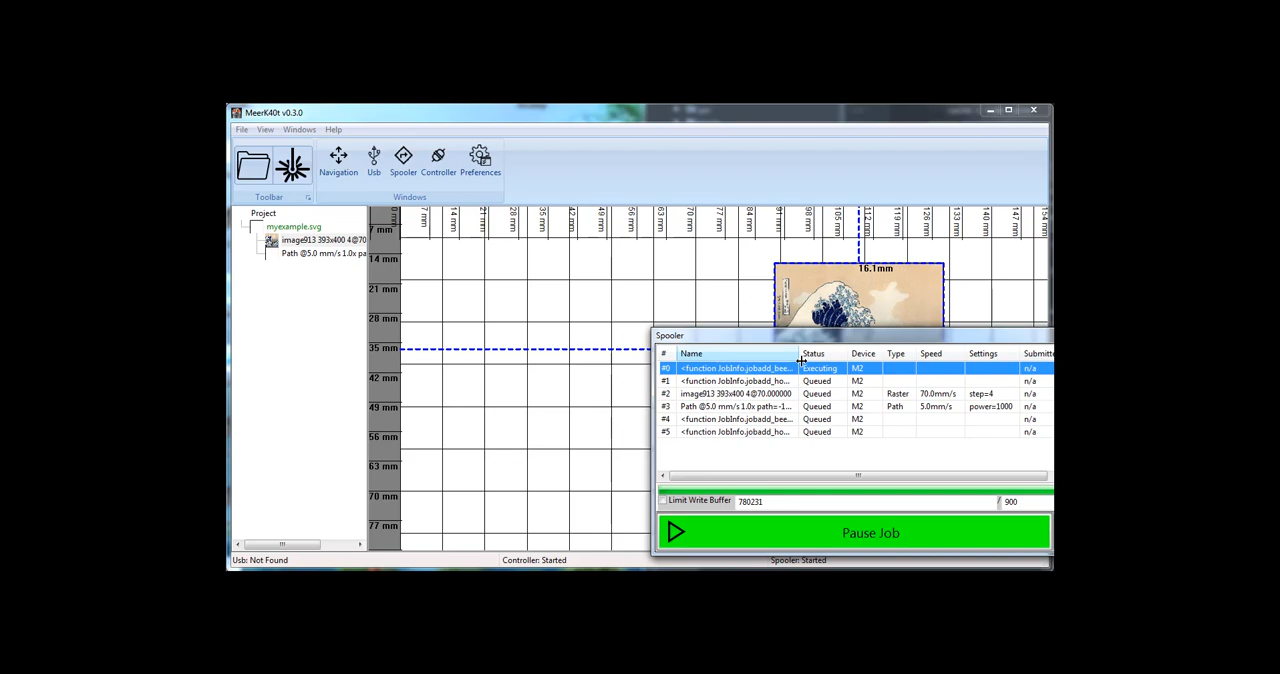 MeerK40t v0.3.0
File View Windows Help
Navigation Usb Spooler Controller Preferences
Toolbar Windows
Project
myexample.svg
image913 393x400 4@70
Path @5.0 mm/s 1.0x pa
7 mm 14 mm 21 mm 28 mm 35 mm 42 mm 49 mm 56 mm 63 mm 70 mm 77 mm 84 mm 91 mm 98 mm 105 mm 112 mm 119 mm 126 mm 133 mm 140 mm 147 mm 154 mm
7 mm
14 mm
21 mm
28 mm
35 mm
42 mm
49 mm
56 mm
63 mm
70 mm
77 mm
16.1mm
Spooler
# Name Status Device Type Speed Settings Submitte
#0 <function JobInfo.jobadd_bee... Executing M2 n/a
#1 <function JobInfo.jobadd_ho... Queued M2 n/a
#2 image913 393x400 4@70.000000 Queued M2 Raster 70.0mm/s step=4 n/a
#3 Path @5.0 mm/s 1.0x path=-1... Queued M2 Path 5.0mm/s power=1000 n/a
#4 <function JobInfo.jobadd_bee... Queued M2 n/a
#5 <function JobInfo.jobadd_ho... Queued M2 n/a
Limit Write Buffer 780231 / 900
Pause Job
Usb: Not Found Controller: Started Spooler: Started